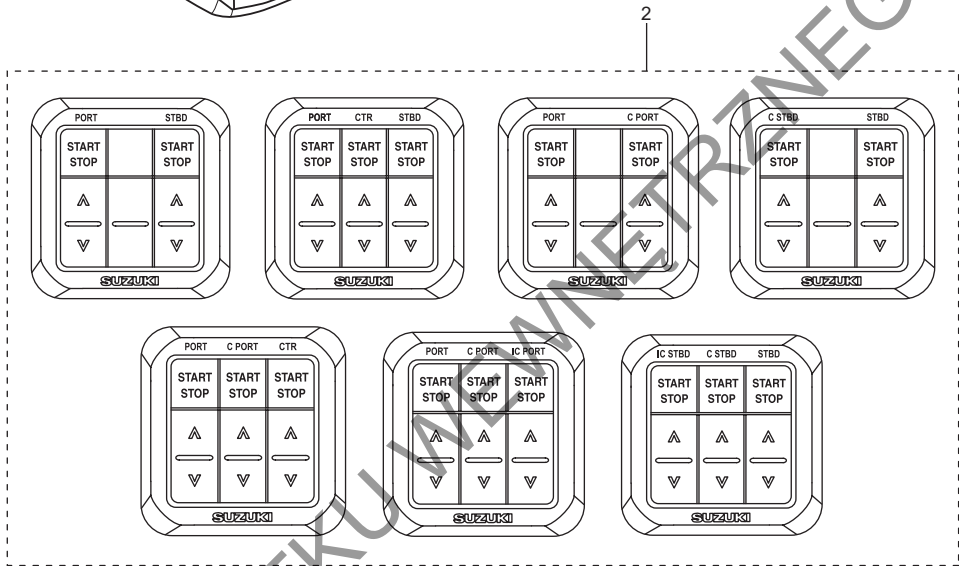 2
PORT STBD
START START
STOP STOP
SUZUKI
PORT CTR STBD
START START START
STOP STOP STOP
SUZUKI
PORT C PORT
START START
STOP STOP
SUZUKI
C STBD STBD
START START
STOP STOP
SUZUKI
PORT C PORT CTR
START START START
STOP STOP STOP
SUZUKI
PORT C PORT IC PORT
START START START
STOP STOP STOP
SUZUKI
IC STBD C STBD STBD
START START START
STOP STOP STOP
SUZUKI
TKU WEWNĘTRZNEG